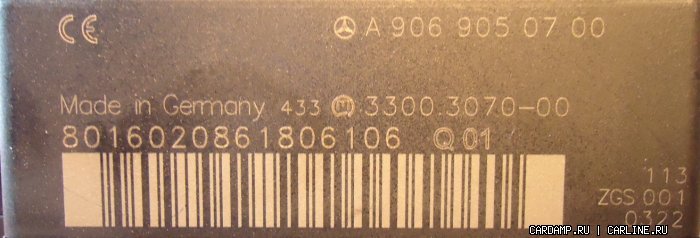 CE A 906 905 07 00
Made in Germany 433 M 3300.3070-00
8016020861806106 Q 01
113
ZGS 001
0322
CARDAMP.RU | CARLINE.RU